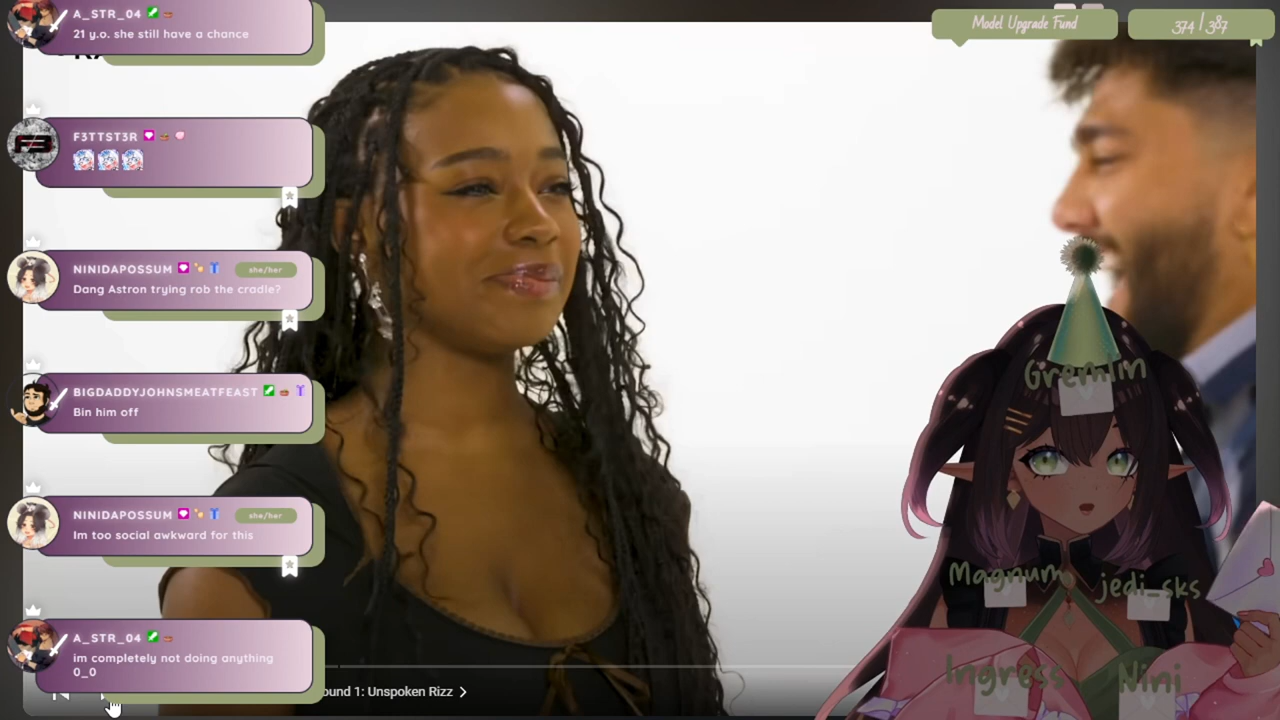 A_STR_04
21 y.o. she still have a chance
F3TTST3R
NINIDAPOSSUM she/her
Dang Astron trying rob the cradle?
BIGDADDYJOHNSMEATFEAST
Bin him off
NINIDAPOSSUM she/her
Im too social awkward for this
A_STR_04
im completely not doing anything
0_0
ound 1: Unspoken Rizz
Model Upgrade Fund
374 | 387
Gremlin
Magnum
jedi_sks
Ingress
Nini